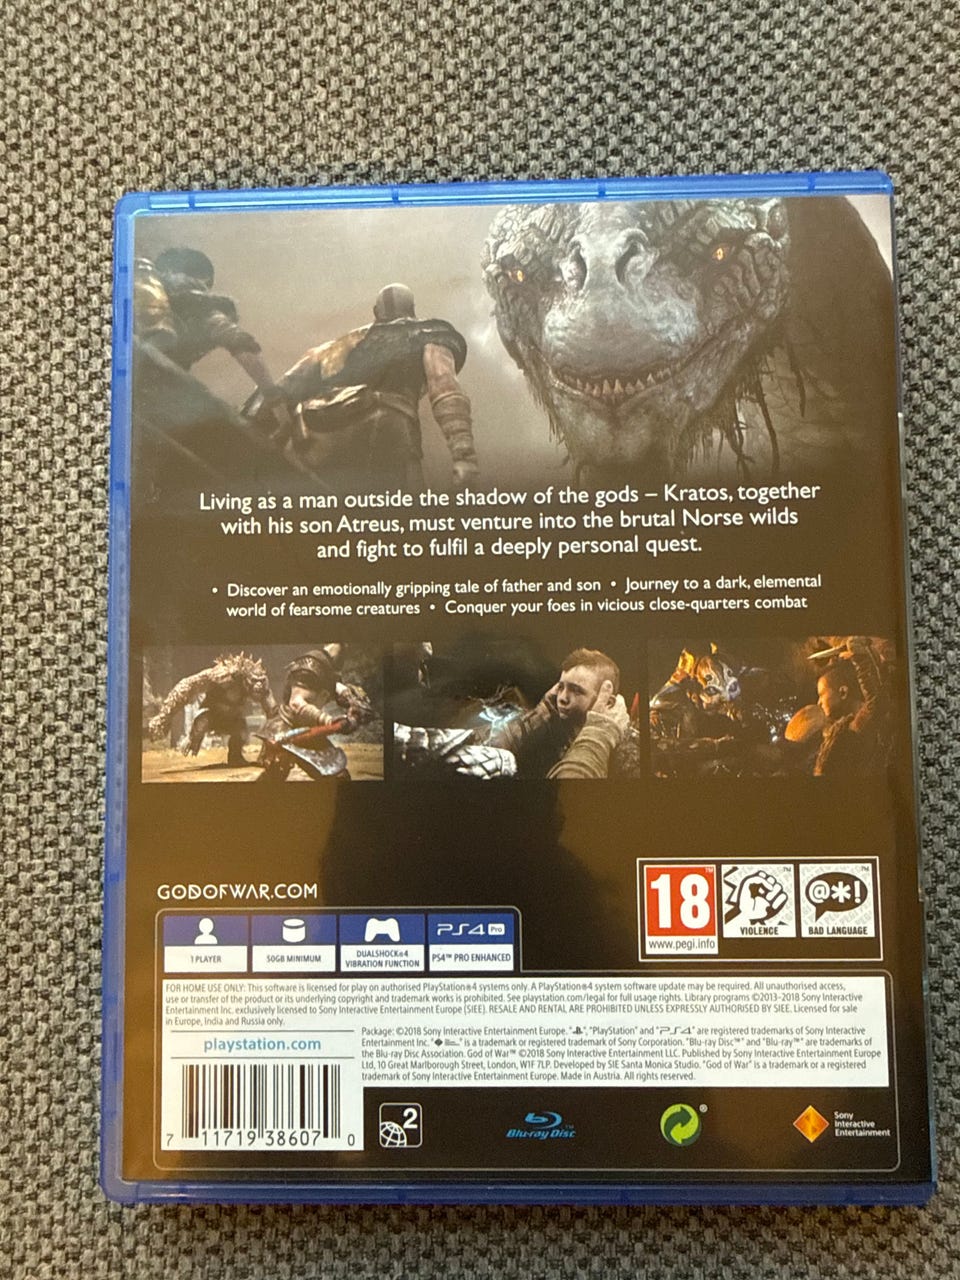 Living as a man outside the shadow of the gods – Kratos, together
with his son Atreus, must venture into the brutal Norse wilds
and fight to fulfil a deeply personal quest.
• Discover an emotionally gripping tale of father and son • Journey to a dark, elemental
world of fearsome creatures • Conquer your foes in vicious close-quarters combat
GODOFWAR.COM
18
www.pegi.info
VIOLENCE
@*!
BAD LANGUAGE
1 PLAYER
50GB MINIMUM
DUALSHOCK®4
VIBRATION FUNCTION
PS4 Pro
PS4™ PRO ENHANCED
FOR HOME USE ONLY: This software is licensed for play on authorised PlayStation®4 systems only. A PlayStation®4 system software update may be required. All unauthorised access,
use or transfer of the product or its underlying copyright and trademark works is prohibited. See playstation.com/legal for full usage rights. Library programs ©2013-2018 Sony Interactive
Entertainment Inc. exclusively licensed to Sony Interactive Entertainment Europe (SIEE). RESALE AND RENTAL ARE PROHIBITED UNLESS EXPRESSLY AUTHORISED BY SIEE. Licensed for sale
in Europe, India and Russia only.
playstation.com
Package: ©2018 Sony Interactive Entertainment Europe. " ", "PlayStation" and "PS4" are registered trademarks of Sony Interactive
Entertainment Inc. " " is a trademark or registered trademark of Sony Corporation. "Blu-ray Disc™" and "Blu-ray™" are trademarks of
the Blu-ray Disc Association. God of War™ ©2018 Sony Interactive Entertainment LLC. Published by Sony Interactive Entertainment Europe
Ltd, 10 Great Marlborough Street, London, W1F 7LP. Developed by SIE Santa Monica Studio. "God of War" is a trademark or a registered
trademark of Sony Interactive Entertainment Europe. Made in Austria. All rights reserved.
7 11719 38607 0
2
Blu-ray Disc™
®
Sony
Interactive
Entertainment